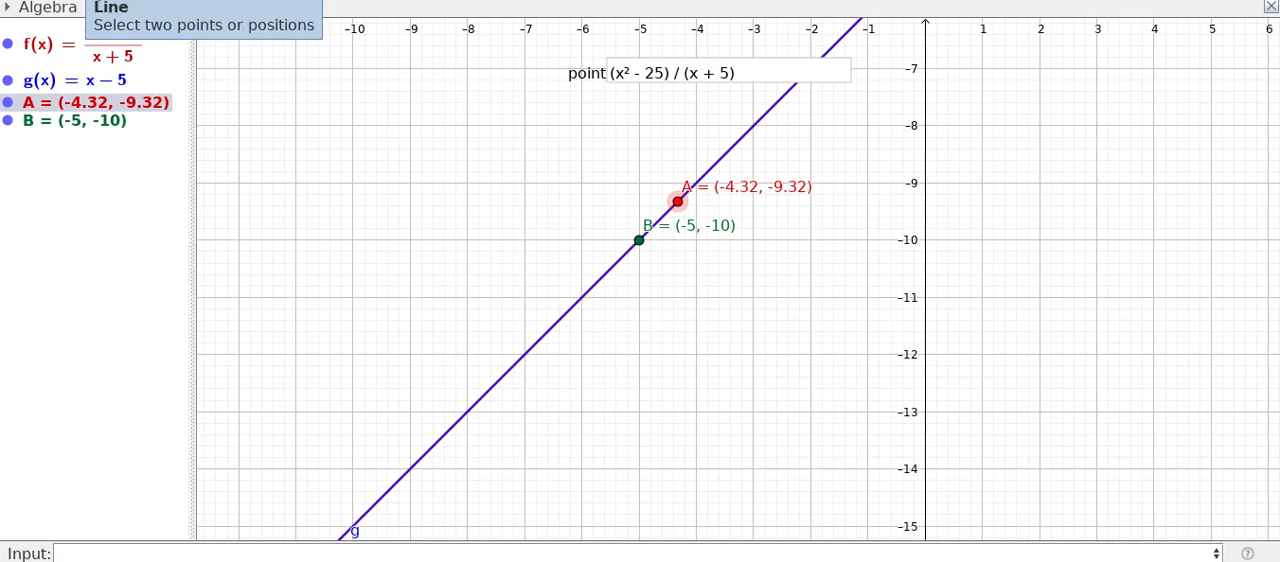 Algebra
Line
Select two points or positions
f(x) =
x + 5
g(x) = x − 5
A = (-4.32, -9.32)
B = (-5, -10)
–10 –9 –8 –7 –6 –5 –4 –3 –2 –1 1 2 3 4 5 6
point (x² - 25) / (x + 5)
–7
–8
A = (-4.32, -9.32)
–9
B = (-5, -10)
–10
–11
–12
–13
–14
–15
g
Input:
?